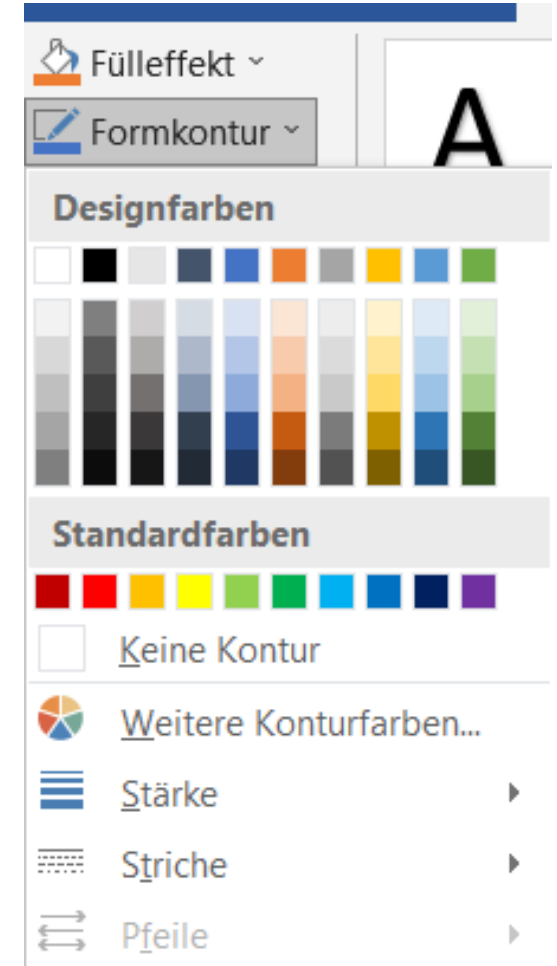 Fülleffekt
Formkontur
A
Designfarben
Standardfarben
Keine Kontur
Weitere Konturfarben...
Stärke
Striche
Pfeile